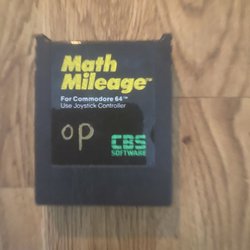 Math
Mileage™
For Commodore 64™
Use Joystick Controller
op
CBS
SOFTWARE